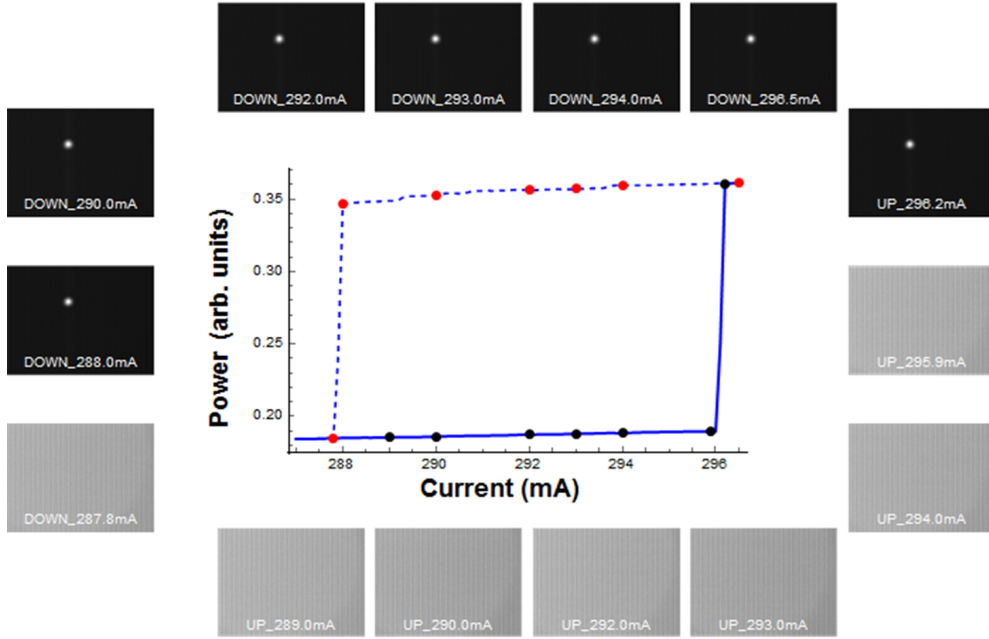 DOWN_292.0mA
DOWN_293.0mA
DOWN_294.0mA
DOWN_296.5mA
DOWN_290.0mA
UP_296.2mA
DOWN_288.0mA
UP_295.9mA
DOWN_287.8mA
UP_294.0mA
Power (arb. units)
0.35
0.30
0.25
0.20
288
290
292
294
296
Current (mA)
UP_289.0mA
UP_290.0mA
UP_292.0mA
UP_293.0mA